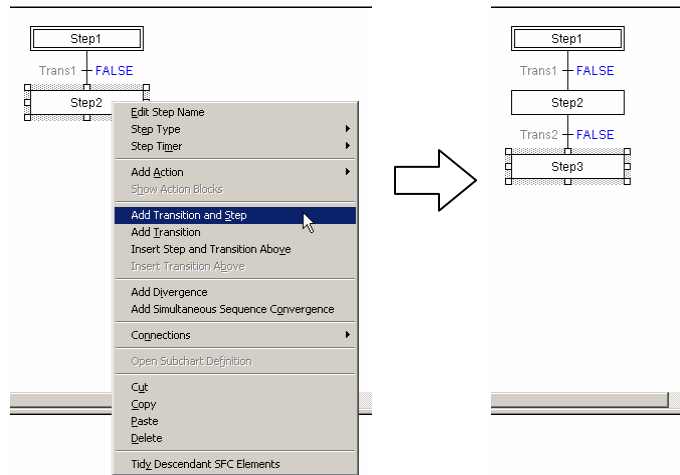 Step1
Trans1 FALSE
Step2
Edit Step Name
Step Type
Step Timer
Add Action
Show Action Blocks
Add Transition and Step
Add Transition
Insert Step and Transition Above
Insert Transition Above
Add Divergence
Add Simultaneous Sequence Convergence
Connections
Open Subchart Definition
Cut
Copy
Paste
Delete
Tidy Descendant SFC Elements
Step1
Trans1 FALSE
Step2
Trans2 FALSE
Step3